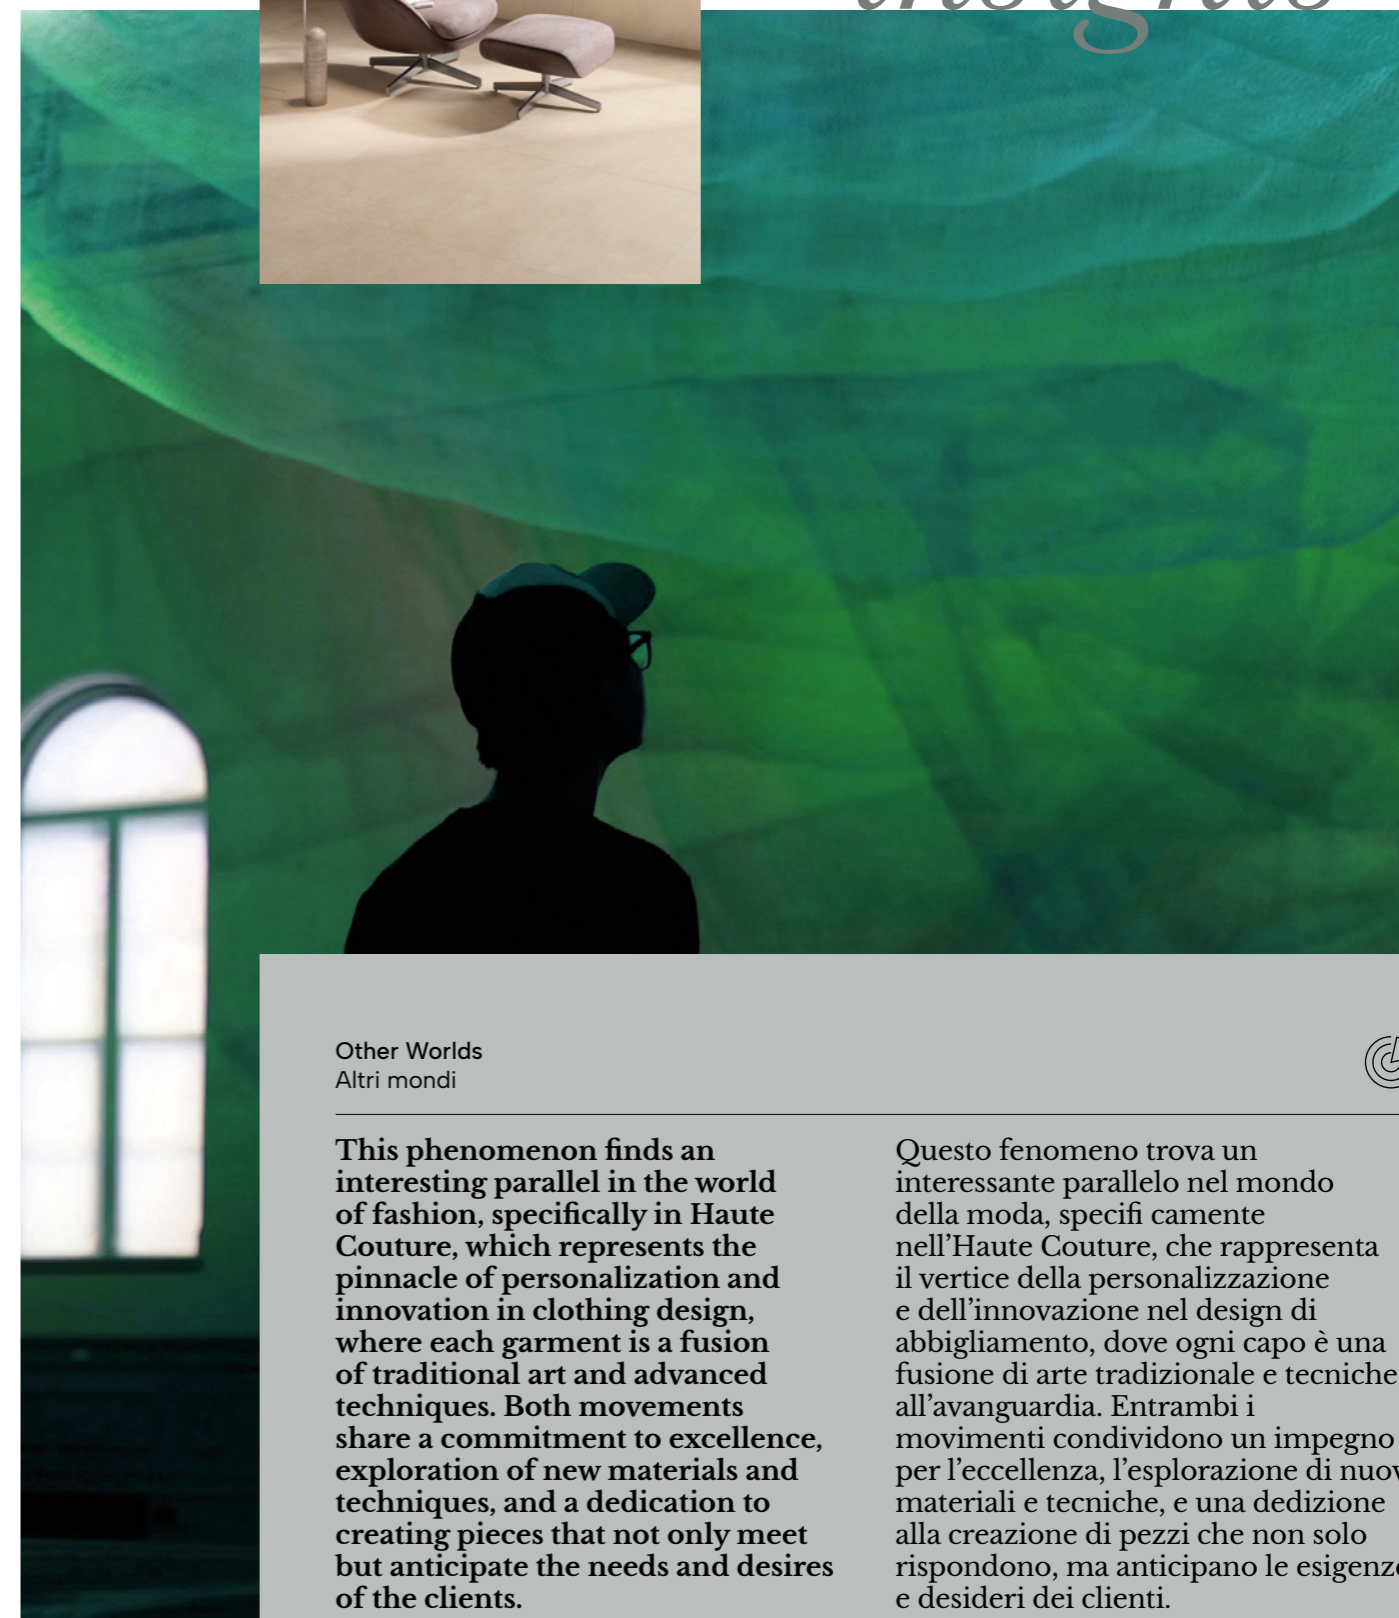 Other Worlds
Altri mondi
This phenomenon finds an
interesting parallel in the world
of fashion, specifically in Haute
Couture, which represents the
pinnacle of personalization and
innovation in clothing design,
where each garment is a fusion
of traditional art and advanced
techniques. Both movements
share a commitment to excellence,
exploration of new materials and
techniques, and a dedication to
creating pieces that not only meet
but anticipate the needs and desires
of the clients.
Questo fenomeno trova un
interessante parallelo nel mondo
della moda, specifi camente
nell’Haute Couture, che rappresenta
il vertice della personalizzazione
e dell’innovazione nel design di
abbigliamento, dove ogni capo è una
fusione di arte tradizionale e tecniche
all’avanguardia. Entrambi i
movimenti condividono un impegno
per l’eccellenza, l’esplorazione di
materiali e tecniche, e una dedizione
alla creazione di pezzi che non solo
rispondono, ma anticipano le
e desideri dei clienti.